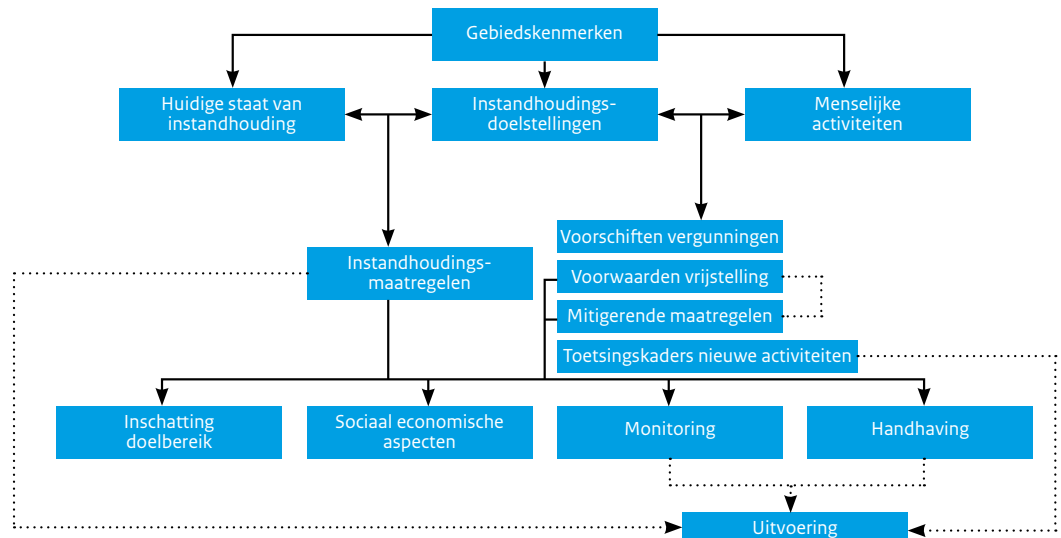 Gebiedskenmerken
Huidige staat van
instandhouding
Instandhoudings-
doelstellingen
Menselijke
activiteiten
Voorschiften vergunningen
Instandhoudings-
maatregelen
Voorwaarden vrijstelling
Mitigerende maatregelen
Toetsingskaders nieuwe activiteiten
Inschatting
doelbereik
Sociaal economische
aspecten
Monitoring
Handhaving
Uitvoering